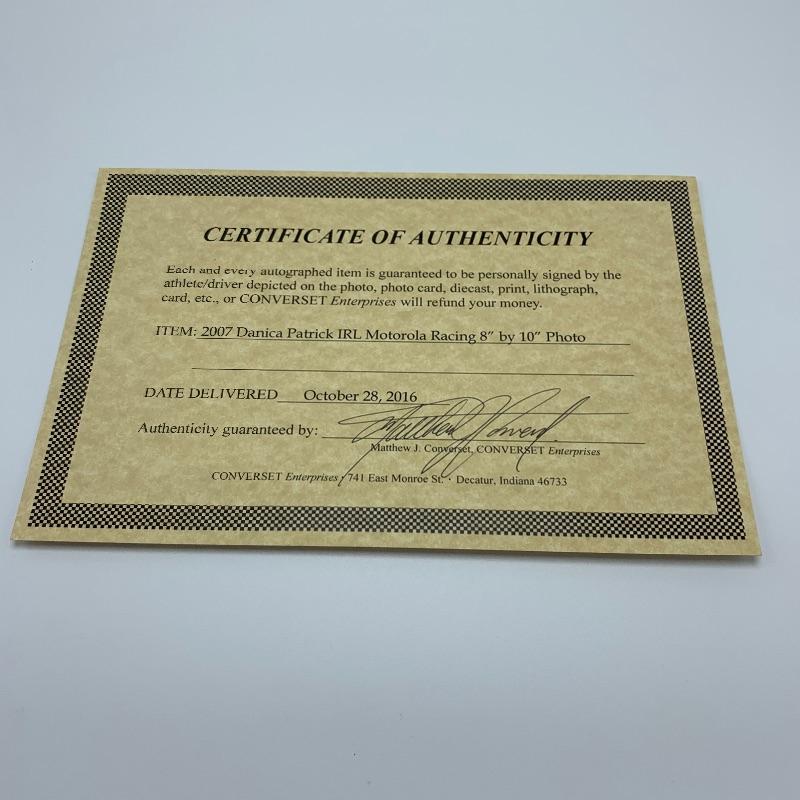 CERTIFICATE OF AUTHENTICITY
Each and every autographed item is guaranteed to be personally signed by the
athlete/driver depicted on the photo, photo card, diecast, print, lithograph,
card, etc., or CONVERSET Enterprises will refund your money.
ITEM: 2007 Danica Patrick IRL Motorola Racing 8" by 10" Photo
DATE DELIVERED October 28, 2016
Authenticity guaranteed by: Matthew J. Converset
Matthew J. Converset, CONVERSET Enterprises
CONVERSET Enterprises · 741 East Monroe St. · Decatur, Indiana 46733